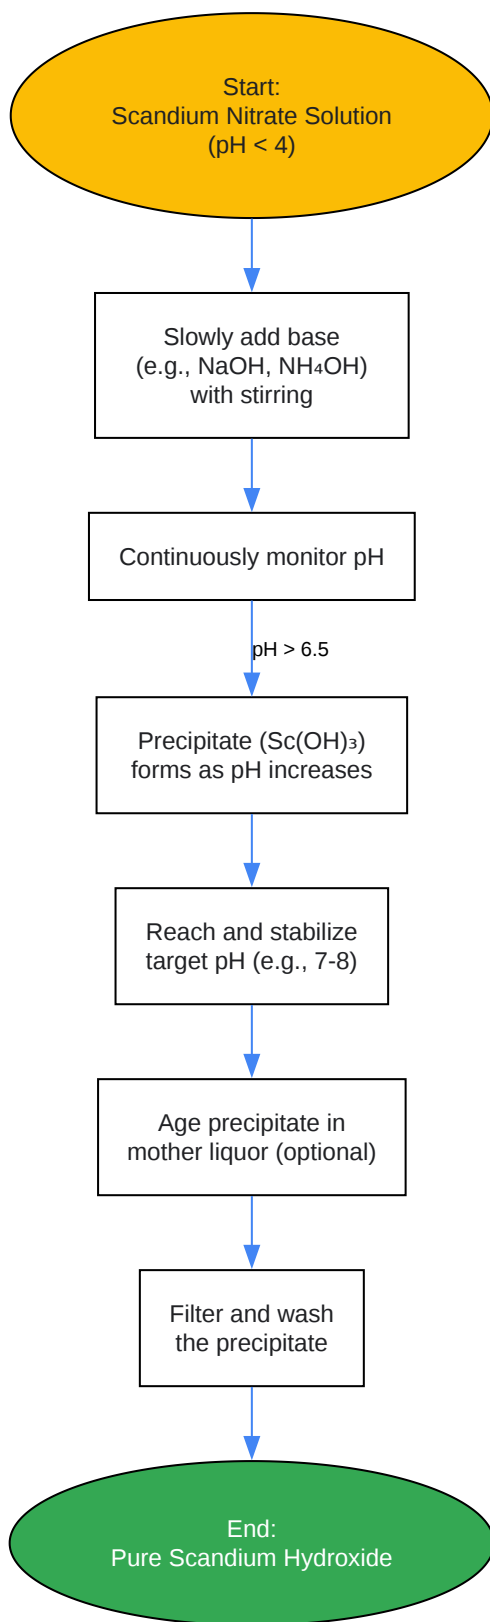 Start:
Scandium Nitrate Solution
(pH < 4)
Slowly add base
(e.g., NaOH, NH₄OH)
with stirring
Continuously monitor pH
pH > 6.5
Precipitate (Sc(OH)₃)
forms as pH increases
Reach and stabilize
target pH (e.g., 7-8)
Age precipitate in
mother liquor (optional)
Filter and wash
the precipitate
End:
Pure Scandium Hydroxide